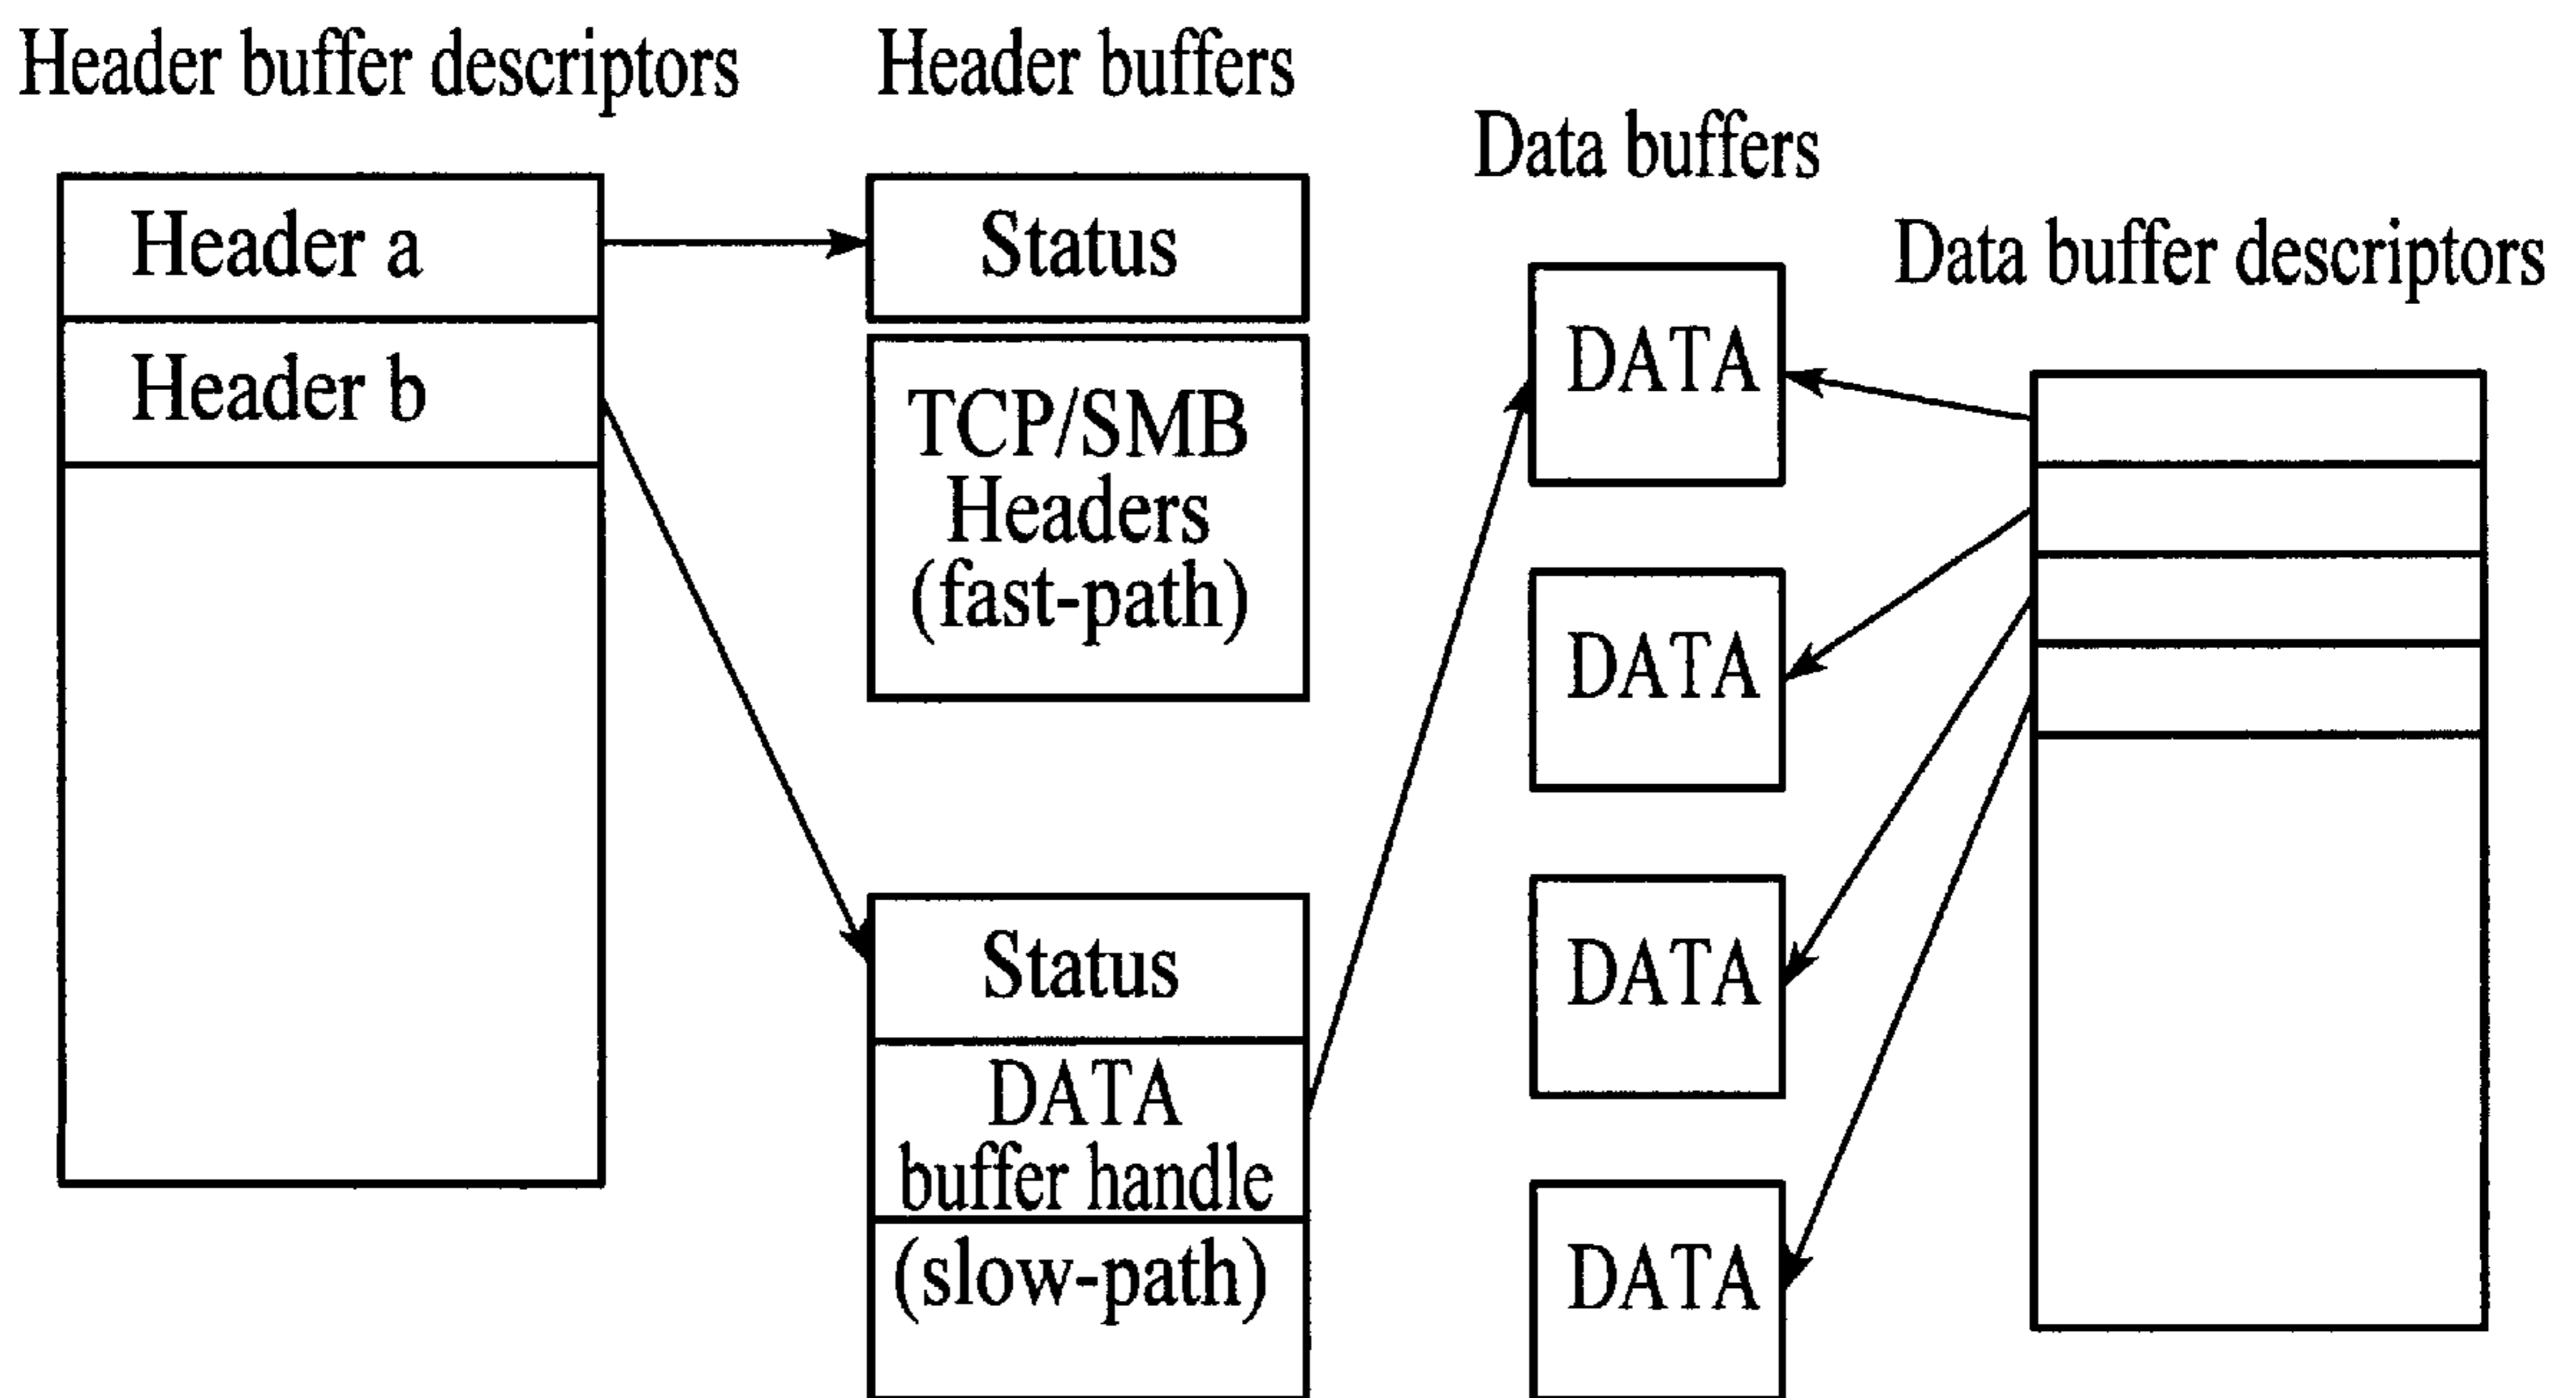 Header buffer descriptors
Header buffers
Data buffers
Data buffer descriptors
Header a
Header b
Status
TCP/SMB
Headers
(fast-path)
Status
DATA
buffer handle
(slow-path)
DATA
DATA
DATA
DATA